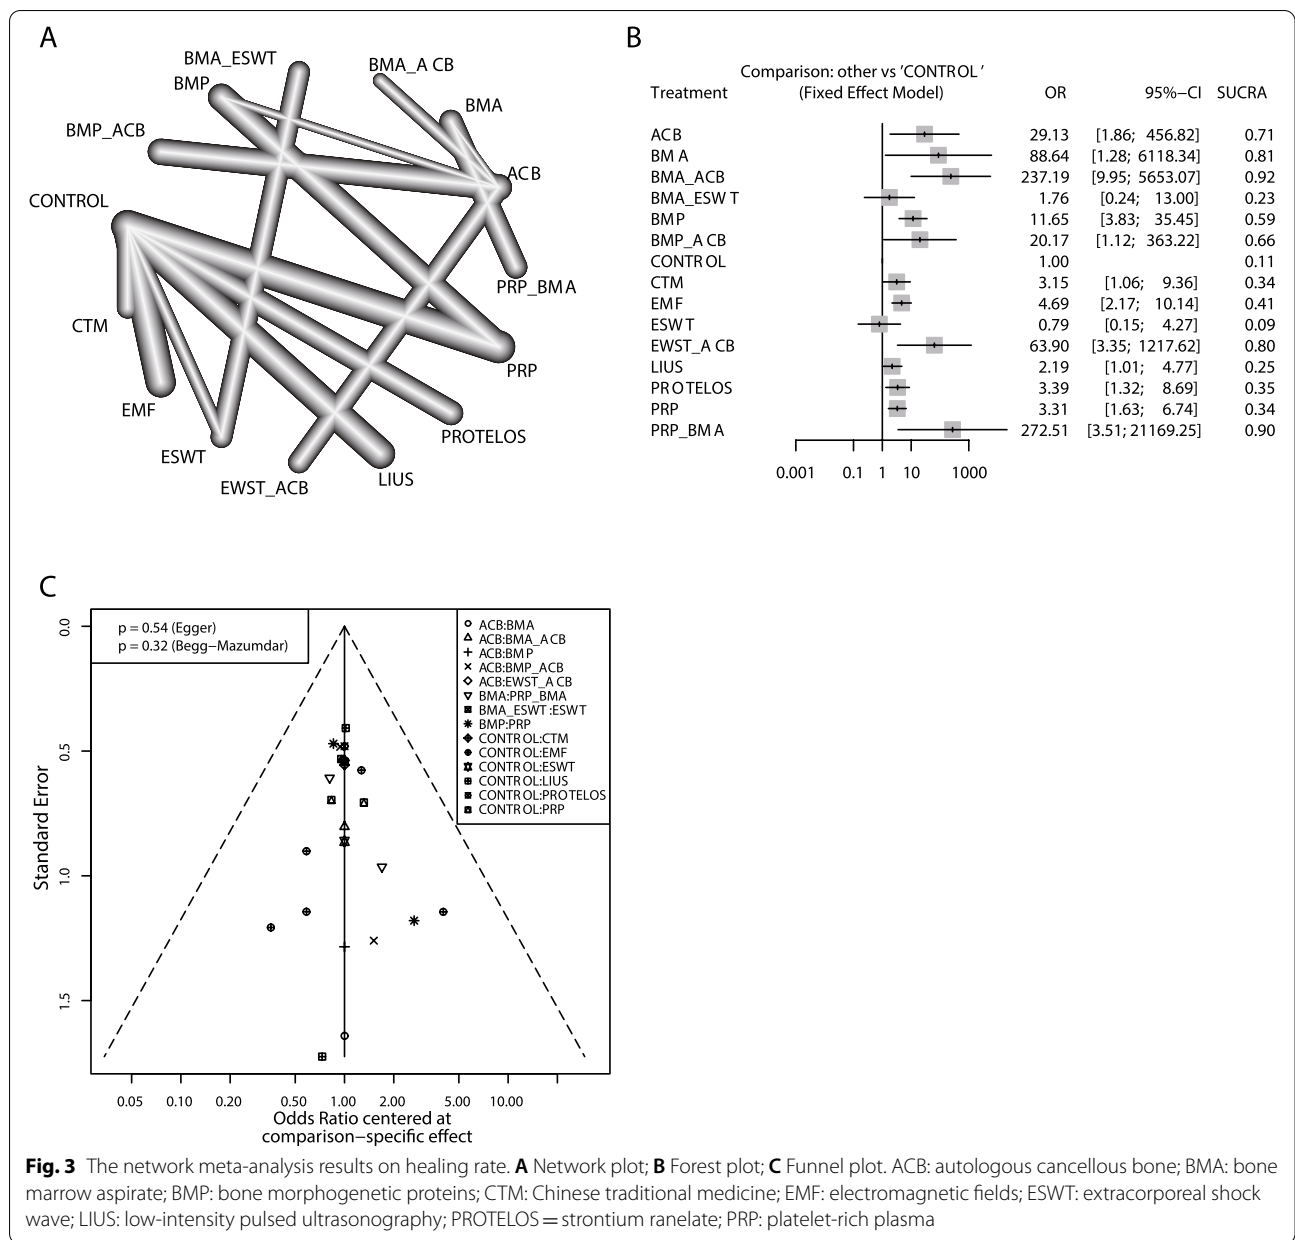 A
BMA_ESWT
BMP
BMA_A CB
BMA
BMP_ACB
ACB
CONTROL
PRP_BMA
CTM
PRP
EMF
PROTELOS
ESWT
EWST_ACB
LIUS
B
Comparison: other vs 'CONTROL'
Treatment (Fixed Effect Model) OR 95%−CI SUCRA
ACB 29.13 [1.86; 456.82] 0.71
BMA 88.64 [1.28; 6118.34] 0.81
BMA_ACB 237.19 [9.95; 5653.07] 0.92
BMA_ESWT 1.76 [0.24; 13.00] 0.23
BMP 11.65 [3.83; 35.45] 0.59
BMP_ACB 20.17 [1.12; 363.22] 0.66
CONTROL 1.00 0.11
CTM 3.15 [1.06; 9.36] 0.34
EMF 4.69 [2.17; 10.14] 0.41
ESWT 0.79 [0.15; 4.27] 0.09
EWST_ACB 63.90 [3.35; 1217.62] 0.80
LIUS 2.19 [1.01; 4.77] 0.25
PROTELOS 3.39 [1.32; 8.69] 0.35
PRP 3.31 [1.63; 6.74] 0.34
PRP_BMA 272.51 [3.51; 21169.25] 0.90
0.001 0.1 1 10 1000
C
p = 0.54 (Egger)
p = 0.32 (Begg−Mazumdar)
ACB:BMA
ACB:BMA_ACB
ACB:BMP
ACB:BMP_ACB
ACB:EWST_ACB
BMA:PRP_BMA
BMA_ESWT:ESWT
BMP:PRP
CONTROL:CTM
CONTROL:EMF
CONTROL:ESWT
CONTROL:LIUS
CONTROL:PROTELOS
CONTROL:PRP
0.0
0.5
1.0
1.5
Standard Error
0.05 0.10 0.20 0.50 1.00 2.00 5.00 10.00
Odds Ratio centered at
comparison−specific effect
Fig. 3 The network meta-analysis results on healing rate. A Network plot; B Forest plot; C Funnel plot. ACB: autologous cancellous bone; BMA: bone
marrow aspirate; BMP: bone morphogenetic proteins; CTM: Chinese traditional medicine; EMF: electromagnetic fields; ESWT: extracorporeal shock
wave; LIUS: low-intensity pulsed ultrasonography; PROTELOS = strontium ranelate; PRP: platelet-rich plasma